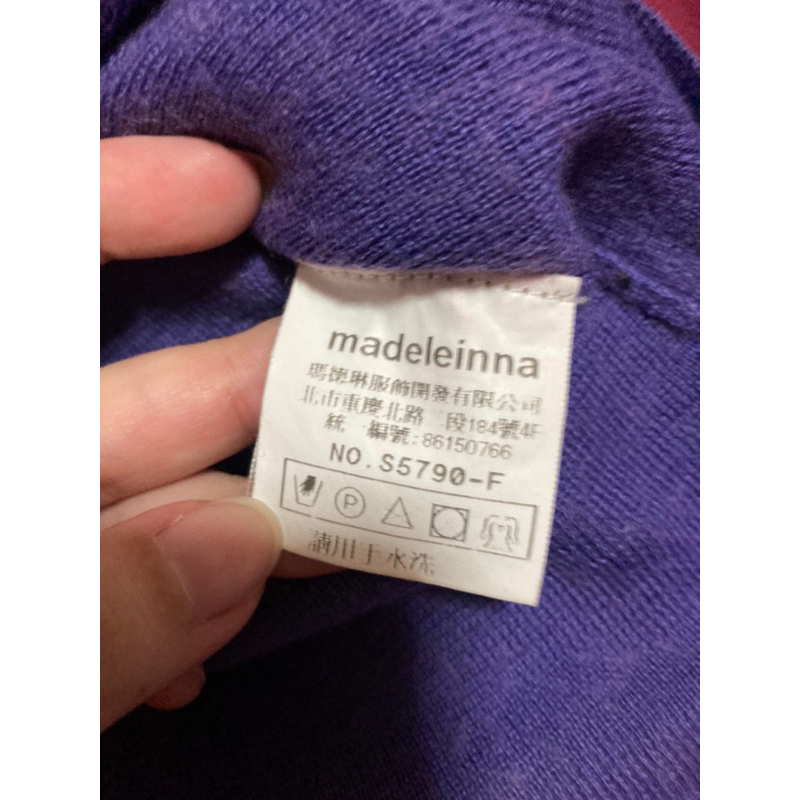 madeleinna
瑪德琳服飾開發有限公司
北市重慶北路二段184號4F
統一編號:86150766
NO.S5790-F
P
請用手水洗